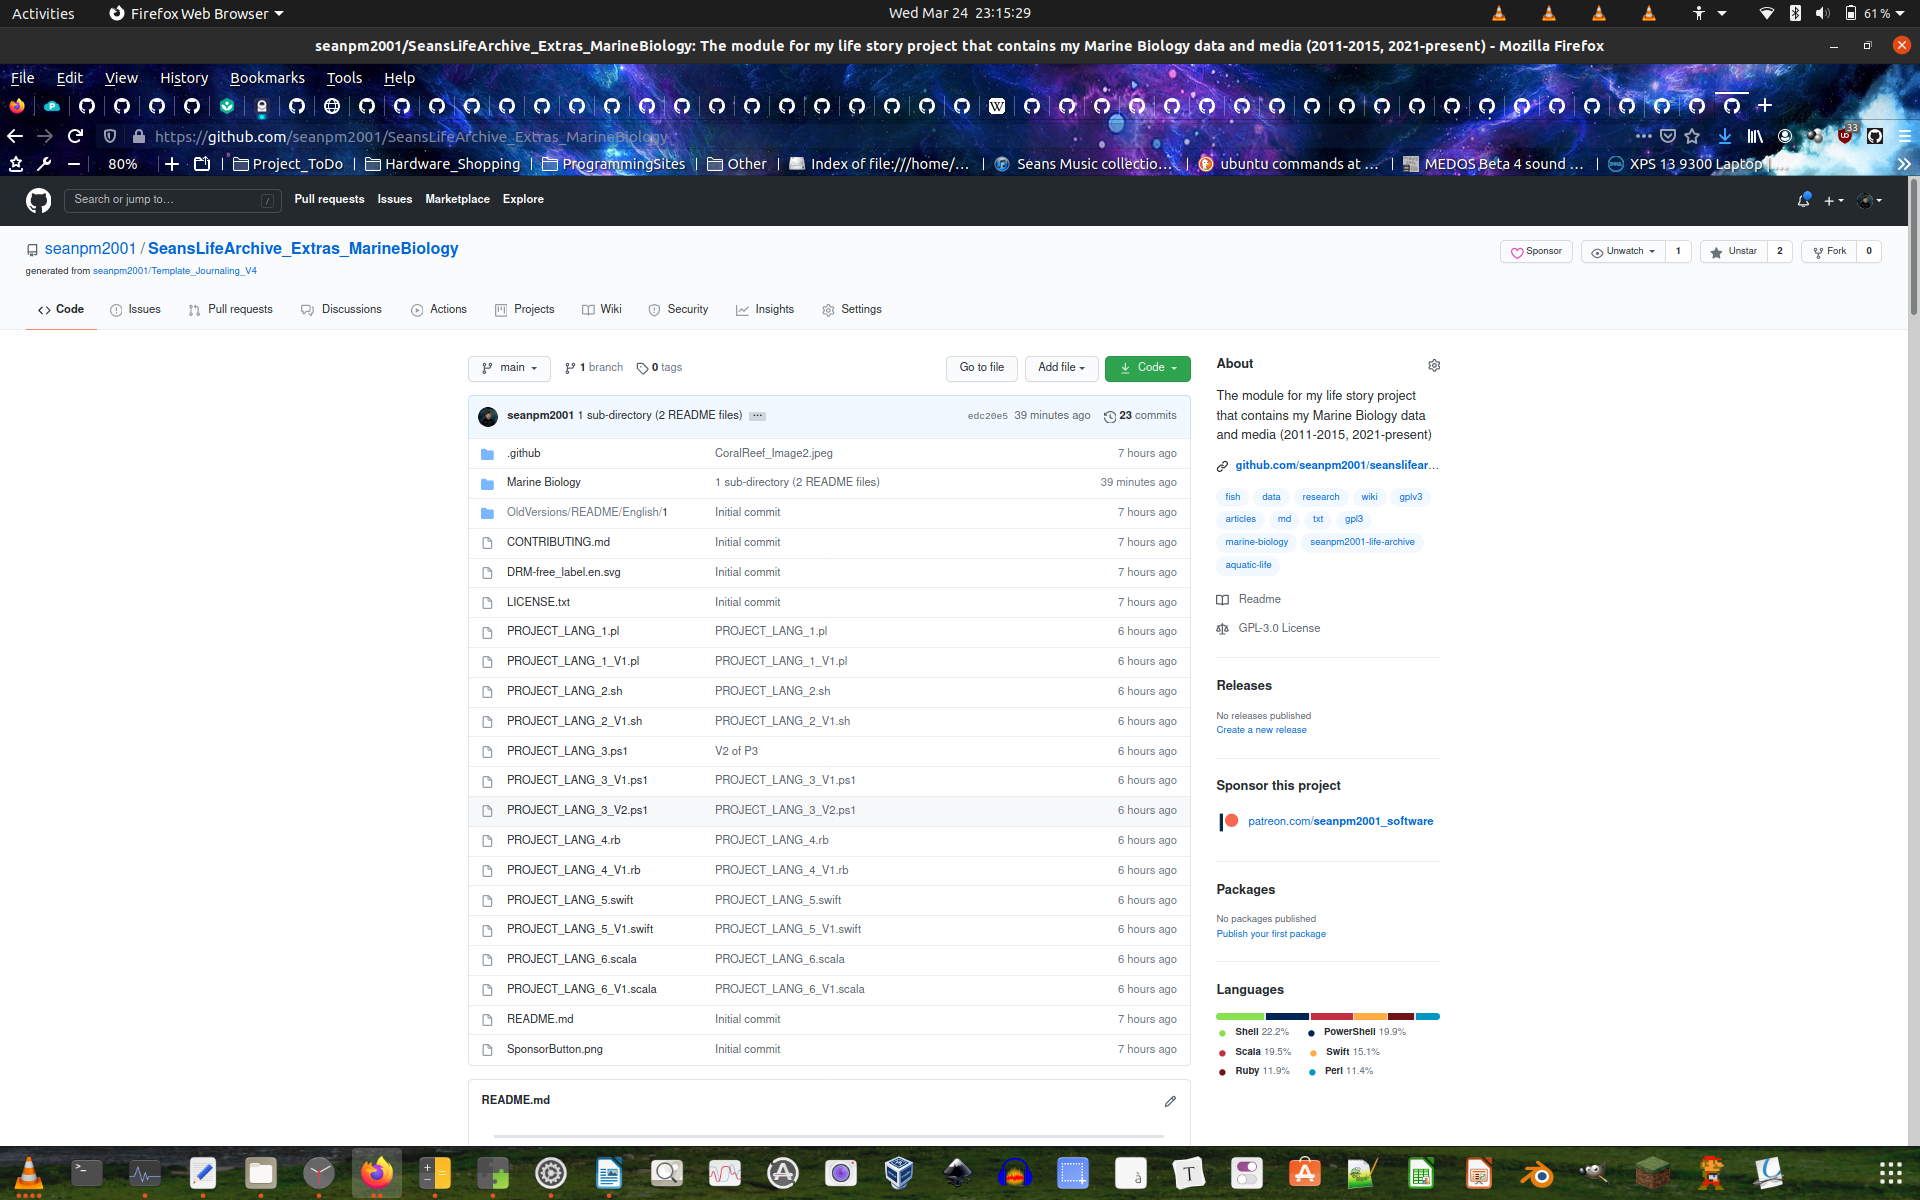 Activities
Firefox Web Browser
Wed Mar 24 23:15:29
61 %
seanpm2001/SeansLifeArchive_Extras_MarineBiology: The module for my life story project that contains my Marine Biology data and media (2011-2015, 2021-present) - Mozilla Firefox
File Edit View History Bookmarks Tools Help
https://github.com/seanpm2001/SeansLifeArchive_Extras_MarineBiology
33
80%
Project_ToDo
Hardware_Shopping
ProgrammingSites
Other
Index of file:///home/...
Seans Music collectio...
ubuntu commands at ...
MEDOS Beta 4 sound ...
XPS 13 9300 Laptop
Search or jump to...
/
Pull requests Issues Marketplace Explore
seanpm2001 / SeansLifeArchive_Extras_MarineBiology
generated from seanpm2001/Template_Journaling_V4
Sponsor
Unwatch 1
Unstar 2
Fork 0
Code Issues Pull requests Discussions Actions Projects Wiki Security Insights Settings
main
1 branch
0 tags
Go to file
Add file
Code
seanpm2001 1 sub-directory (2 README files) ...
edc20e5 39 minutes ago 23 commits
.github CoralReef_Image2.jpeg 7 hours ago
Marine Biology 1 sub-directory (2 README files) 39 minutes ago
OldVersions/README/English/1 Initial commit 7 hours ago
CONTRIBUTING.md Initial commit 7 hours ago
DRM-free_label.en.svg Initial commit 7 hours ago
LICENSE.txt Initial commit 7 hours ago
PROJECT_LANG_1.pl PROJECT_LANG_1.pl 6 hours ago
PROJECT_LANG_1_V1.pl PROJECT_LANG_1_V1.pl 6 hours ago
PROJECT_LANG_2.sh PROJECT_LANG_2.sh 6 hours ago
PROJECT_LANG_2_V1.sh PROJECT_LANG_2_V1.sh 6 hours ago
PROJECT_LANG_3.ps1 V2 of P3 6 hours ago
PROJECT_LANG_3_V1.ps1 PROJECT_LANG_3_V1.ps1 6 hours ago
PROJECT_LANG_3_V2.ps1 PROJECT_LANG_3_V2.ps1 6 hours ago
PROJECT_LANG_4.rb PROJECT_LANG_4.rb 6 hours ago
PROJECT_LANG_4_V1.rb PROJECT_LANG_4_V1.rb 6 hours ago
PROJECT_LANG_5.swift PROJECT_LANG_5.swift 6 hours ago
PROJECT_LANG_5_V1.swift PROJECT_LANG_5_V1.swift 6 hours ago
PROJECT_LANG_6.scala PROJECT_LANG_6.scala 6 hours ago
PROJECT_LANG_6_V1.scala PROJECT_LANG_6_V1.scala 6 hours ago
README.md Initial commit 7 hours ago
SponsorButton.png Initial commit 7 hours ago
README.md
About
The module for my life story project
that contains my Marine Biology data
and media (2011-2015, 2021-present)
github.com/seanpm2001/seanslifear...
fish data research wiki gplv3
articles md txt gpl3
marine-biology seanpm2001-life-archive
aquatic-life
Readme
GPL-3.0 License
Releases
No releases published
Create a new release
Sponsor this project
patreon.com/seanpm2001_software
Packages
No packages published
Publish your first package
Languages
Shell 22.2% PowerShell 19.9%
Scala 19.5% Swift 15.1%
Ruby 11.9% Perl 11.4%